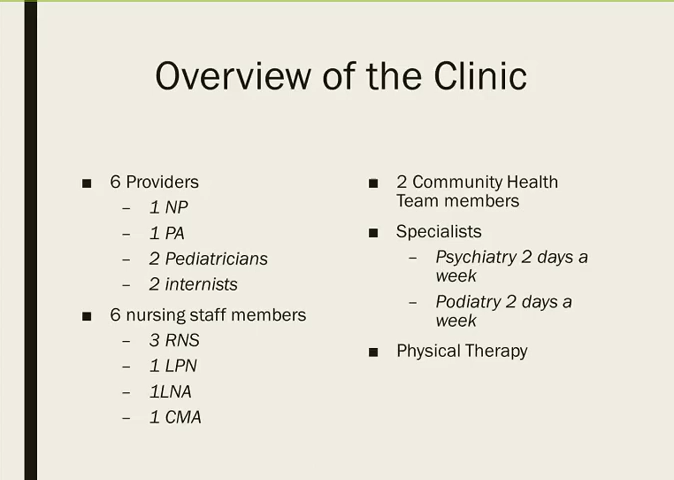 Overview of the Clinic
■ 6 Providers
– 1 NP
– 1 PA
– 2 Pediatricians
– 2 internists
■ 6 nursing staff members
– 3 RNS
– 1 LPN
– 1LNA
– 1 CMA
■ 2 Community Health
Team members
■ Specialists
– Psychiatry 2 days a
week
– Podiatry 2 days a
week
■ Physical Therapy